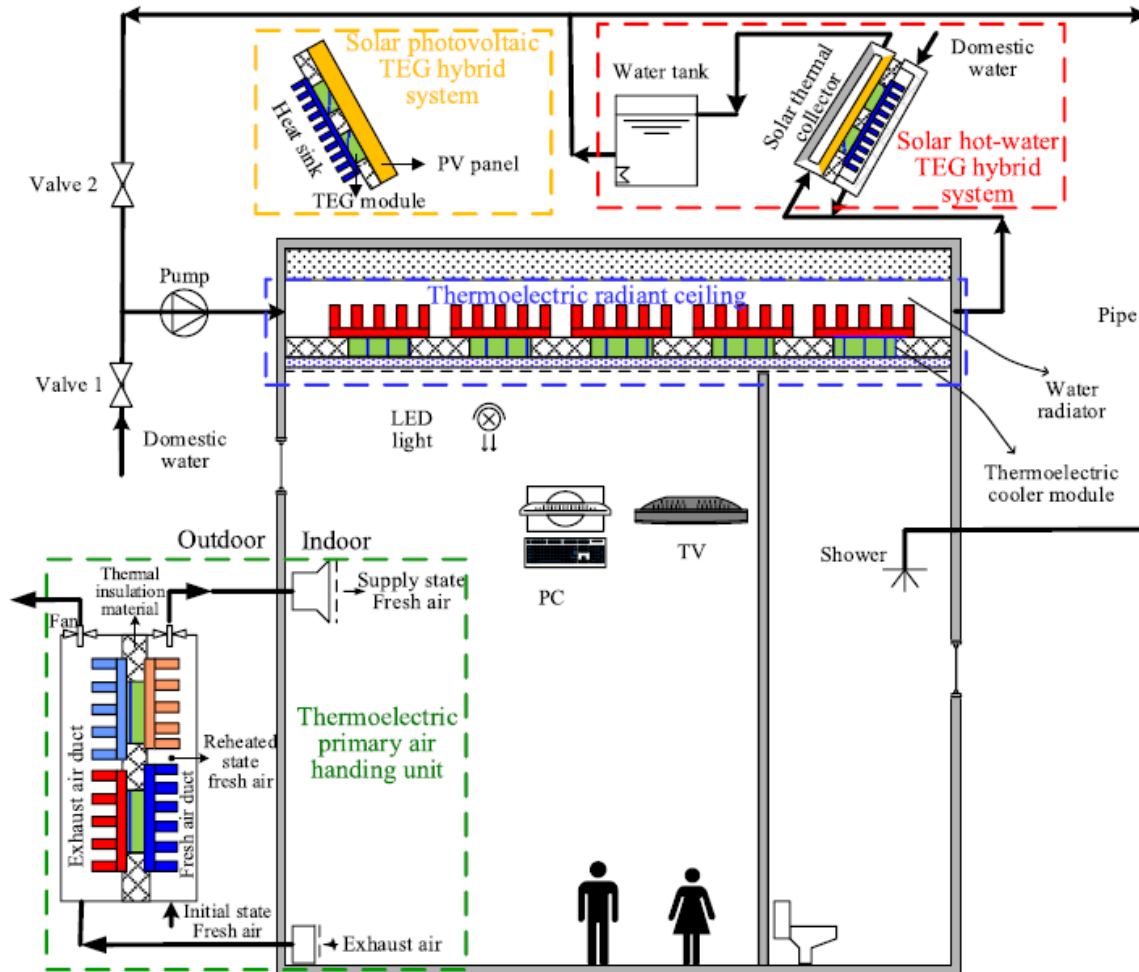 Solar photovoltaic
TEG hybrid
system
Heat sink
PV panel
TEG module
Water tank
Solar thermal
collector
Domestic
water
Solar hot-water
TEG hybrid
system
Valve 2
Pump
Thermoelectric radiant ceiling
Pipe
Valve 1
Domestic
water
LED
light
Water
radiator
Thermoelectric
cooler module
PC
TV
Shower
Outdoor
Indoor
Thermal
insulation
material
Fan
Supply state
Fresh air
Thermoelectric
primary air
handing unit
Exhaust air duct
Fresh air duct
Reheated
state
fresh air
Initial state
Fresh air
Exhaust air